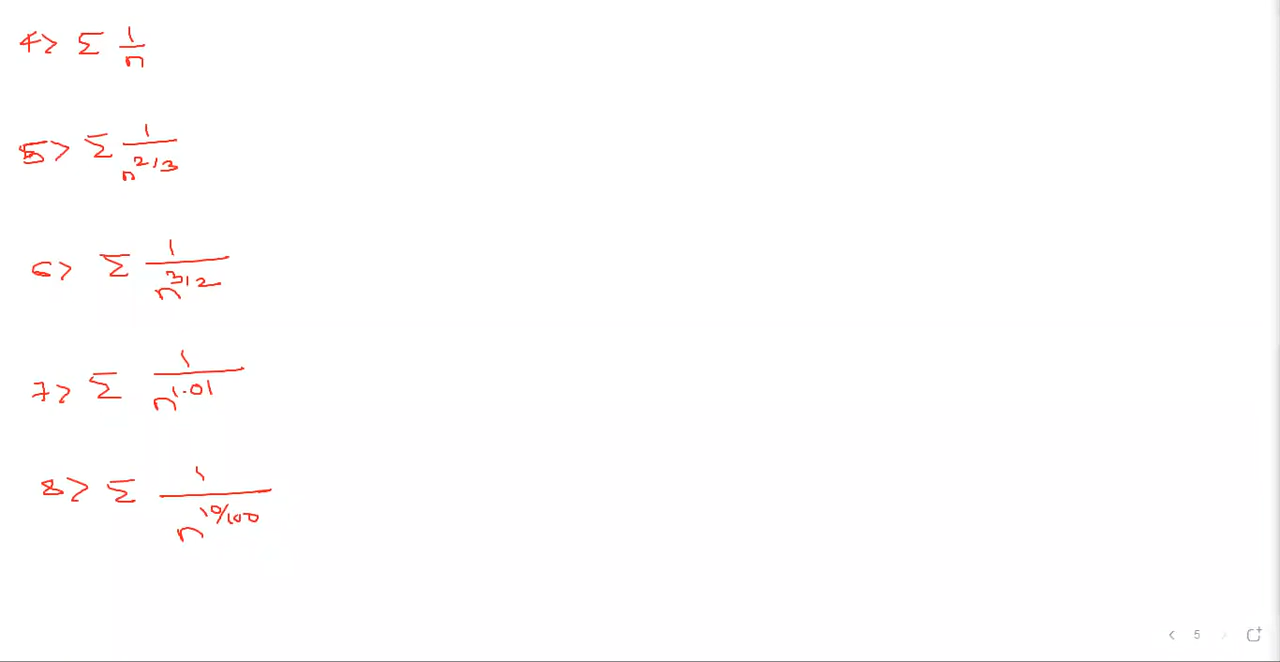 4> Σ 1/n
5> Σ 1/n^2/3
6> Σ 1/n^3/2
7> Σ 1/n^1.01
8> Σ 1/n^10/100
5